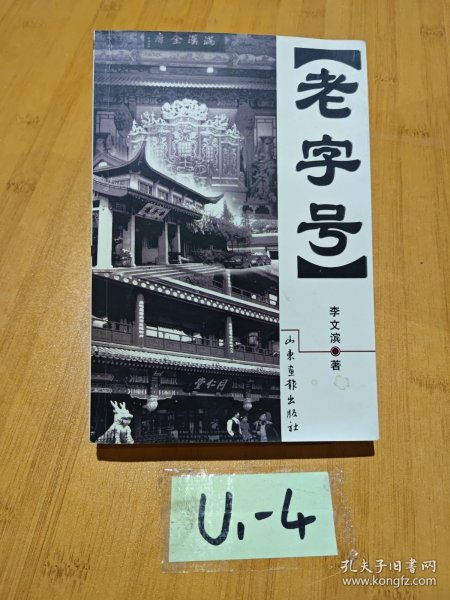 【老字号】
李文滨◉著
山东画报出版社
满汉全席
同仁堂
U1-4
孔夫子旧书网
www.kongfz.com